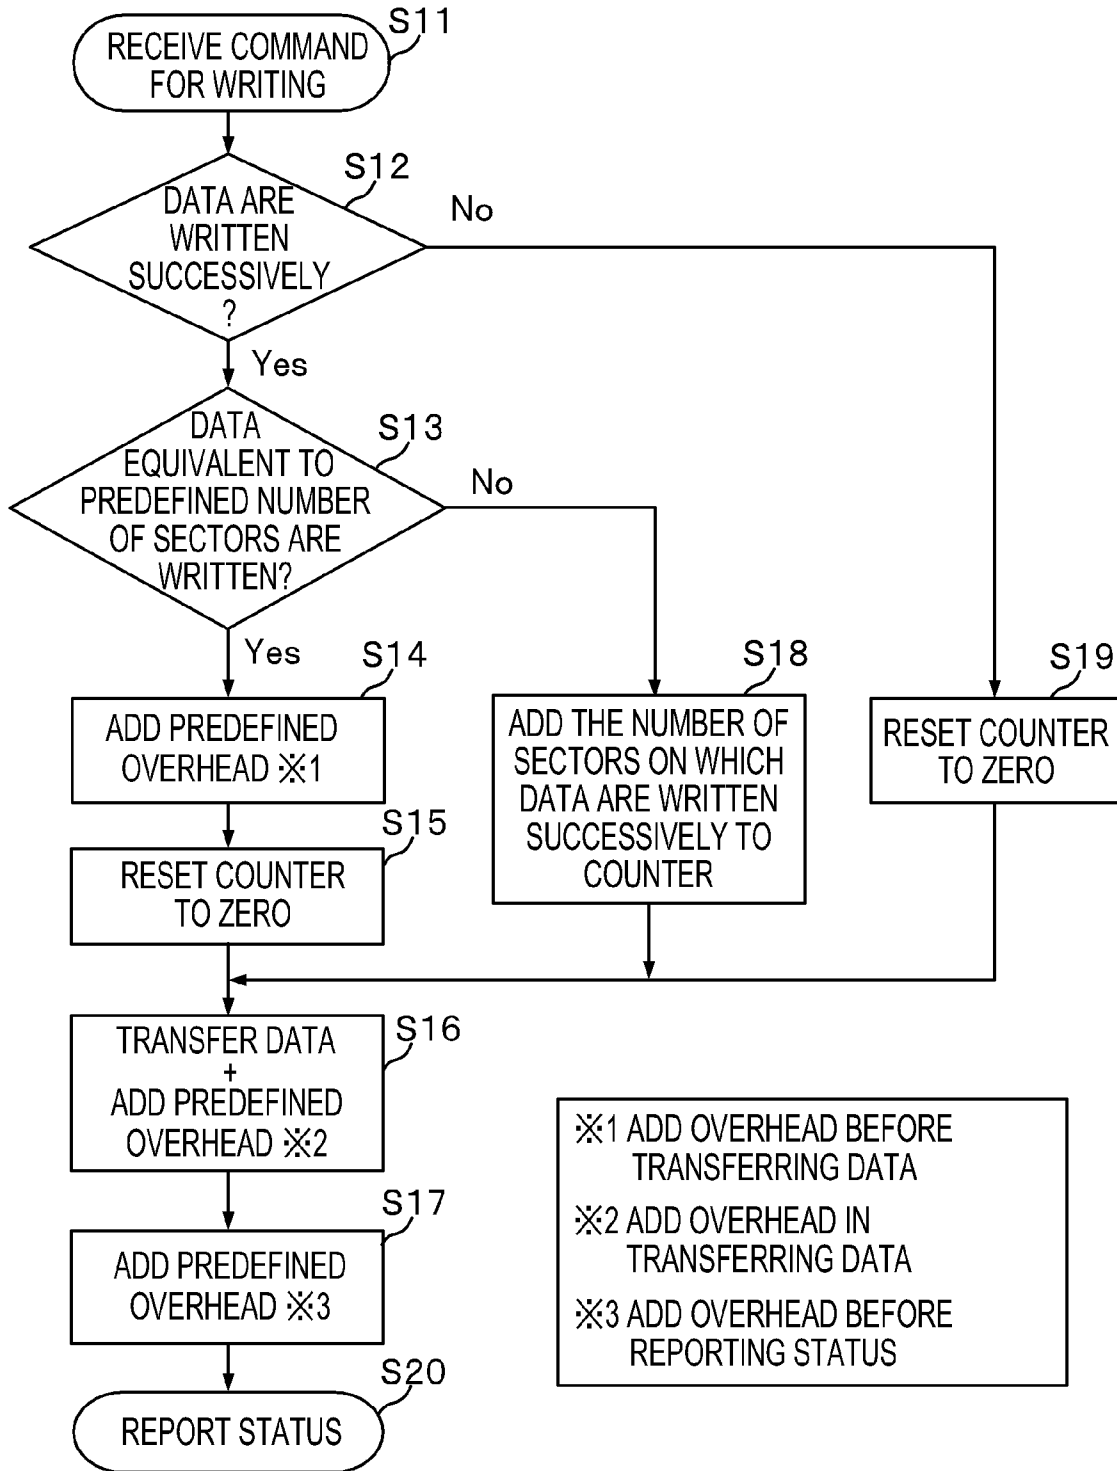 S11
RECEIVE COMMAND
FOR WRITING
S12
DATA ARE
WRITTEN
SUCCESSIVELY
?
No
Yes
S13
DATA
EQUIVALENT TO
PREDEFINED NUMBER
OF SECTORS ARE
WRITTEN?
No
Yes
S14
ADD PREDEFINED
OVERHEAD ※1
S18
ADD THE NUMBER OF
SECTORS ON WHICH
DATA ARE WRITTEN
SUCCESSIVELY TO
COUNTER
S19
RESET COUNTER
TO ZERO
S15
RESET COUNTER
TO ZERO
S16
TRANSFER DATA
+
ADD PREDEFINED
OVERHEAD ※2
S17
ADD PREDEFINED
OVERHEAD ※3
S20
REPORT STATUS
※1 ADD OVERHEAD BEFORE
TRANSFERRING DATA
※2 ADD OVERHEAD IN
TRANSFERRING DATA
※3 ADD OVERHEAD BEFORE
REPORTING STATUS